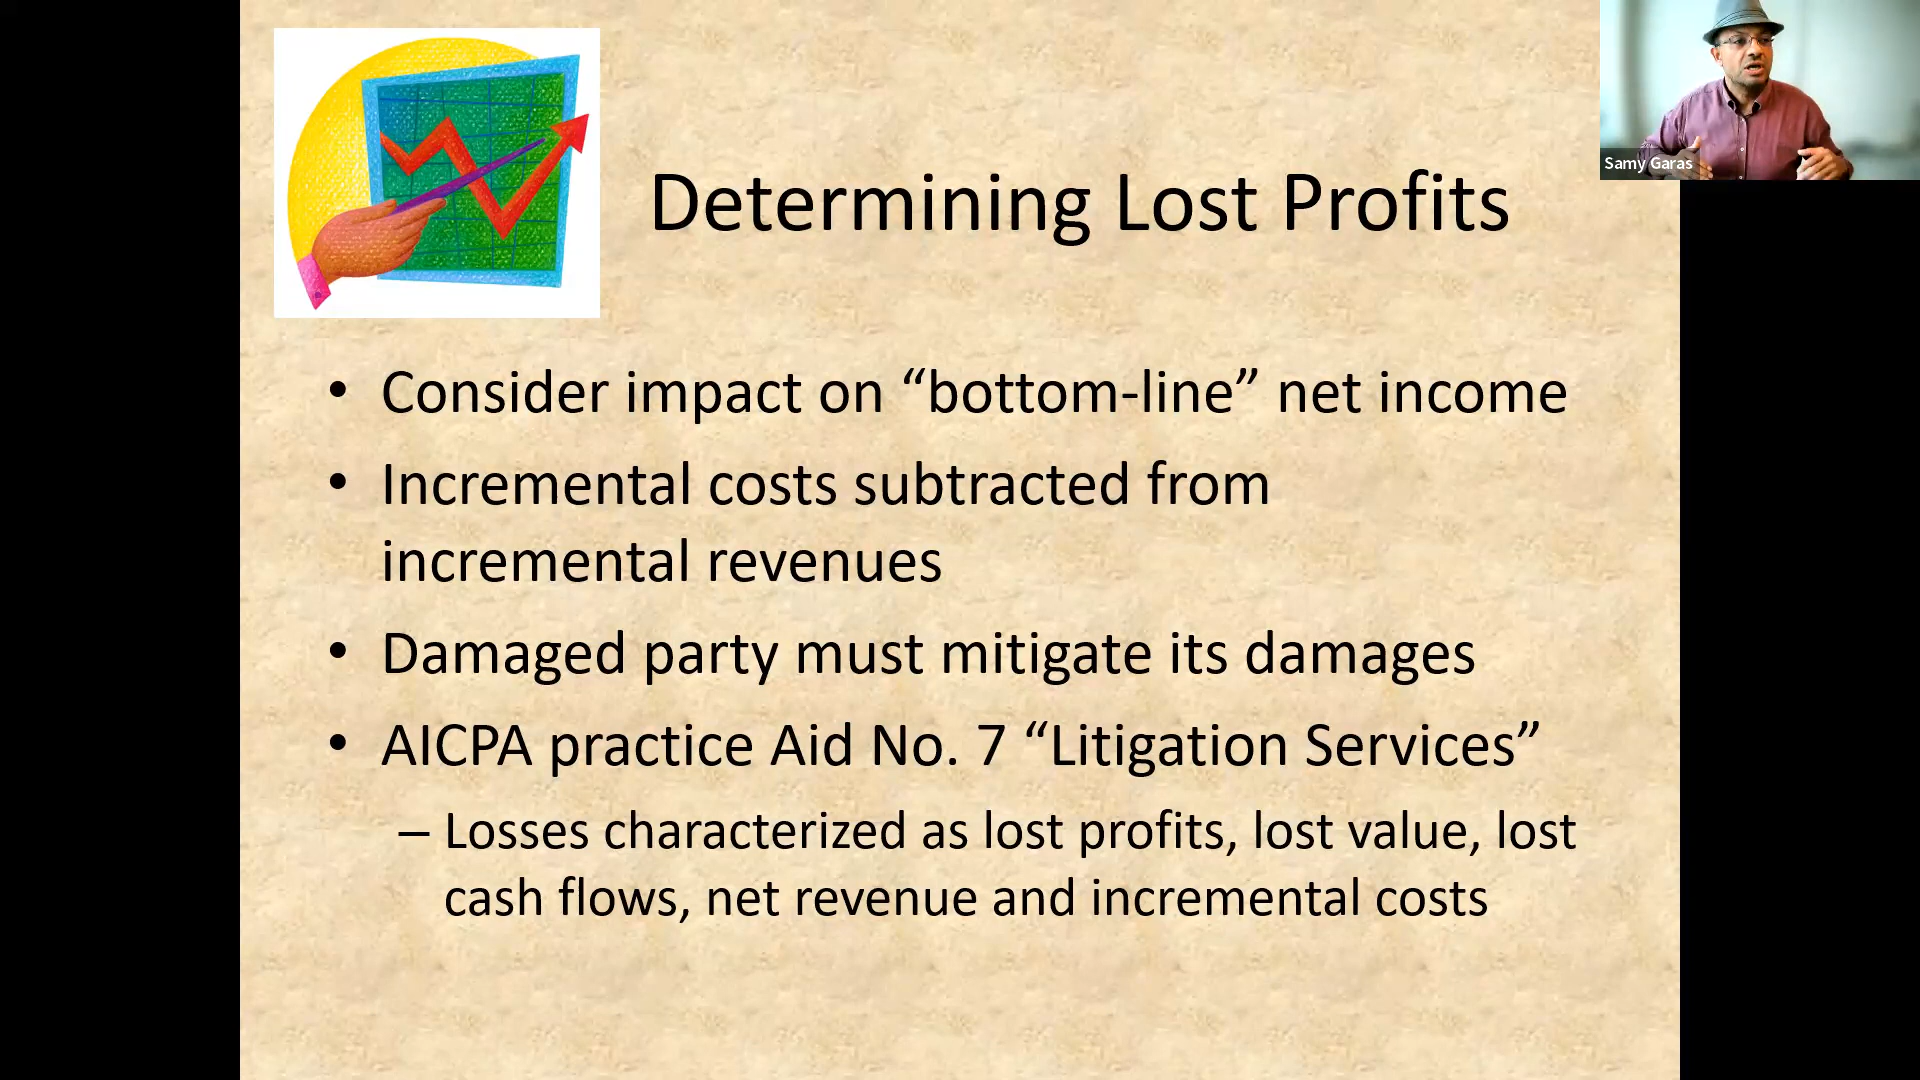 Samy Garas
Determining Lost Profits
• Consider impact on “bottom-line” net income
• Incremental costs subtracted from
incremental revenues
• Damaged party must mitigate its damages
• AICPA practice Aid No. 7 “Litigation Services”
– Losses characterized as lost profits, lost value, lost
cash flows, net revenue and incremental costs